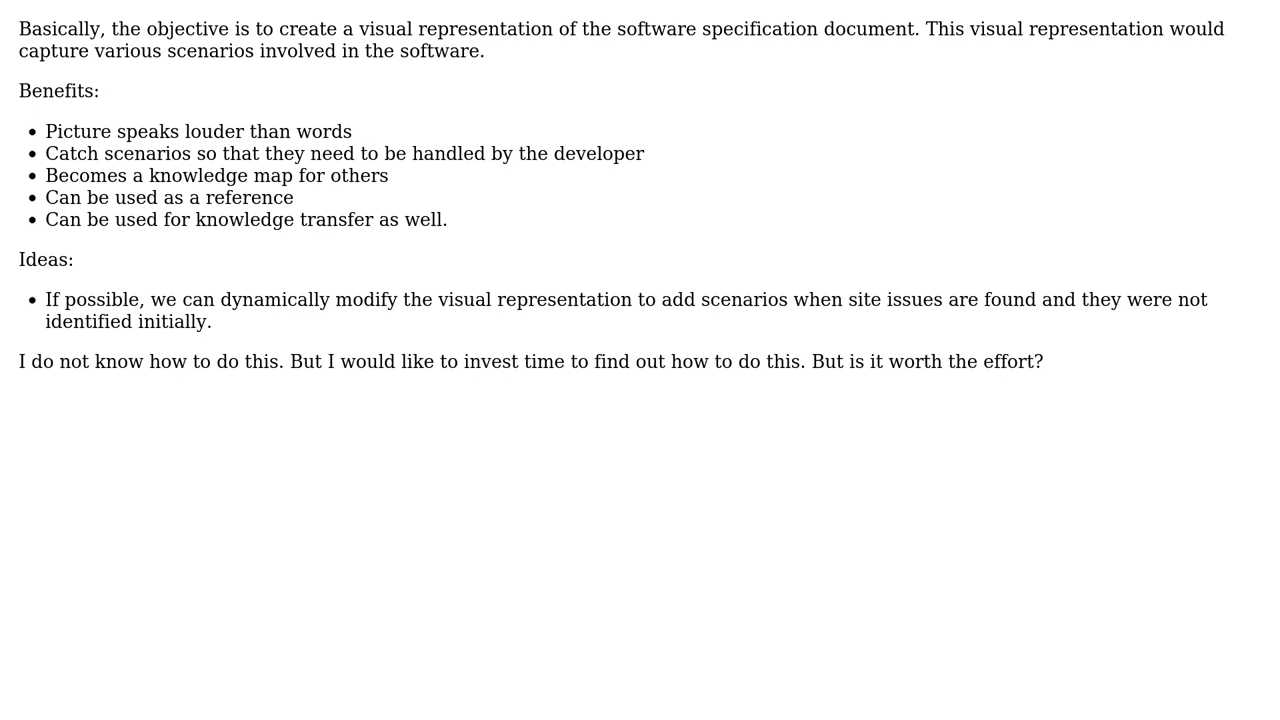 Basically, the objective is to create a visual representation of the software specification document. This visual representation would
capture various scenarios involved in the software.
Benefits:
• Picture speaks louder than words
• Catch scenarios so that they need to be handled by the developer
• Becomes a knowledge map for others
• Can be used as a reference
• Can be used for knowledge transfer as well.
Ideas:
• If possible, we can dynamically modify the visual representation to add scenarios when site issues are found and they were not
identified initially.
I do not know how to do this. But I would like to invest time to find out how to do this. But is it worth the effort?